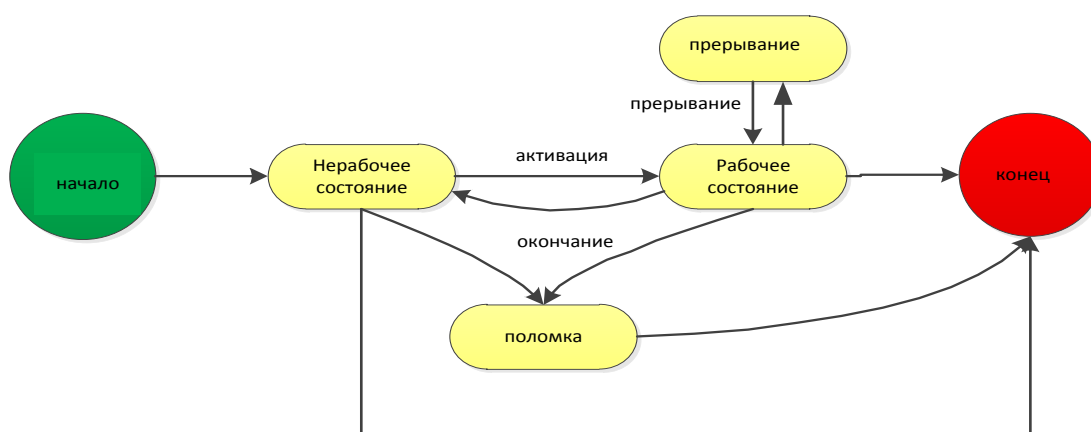 прерывание
прерывание
начало
Нерабочее
состояние
активация
Рабочее
состояние
конец
окончание
поломка